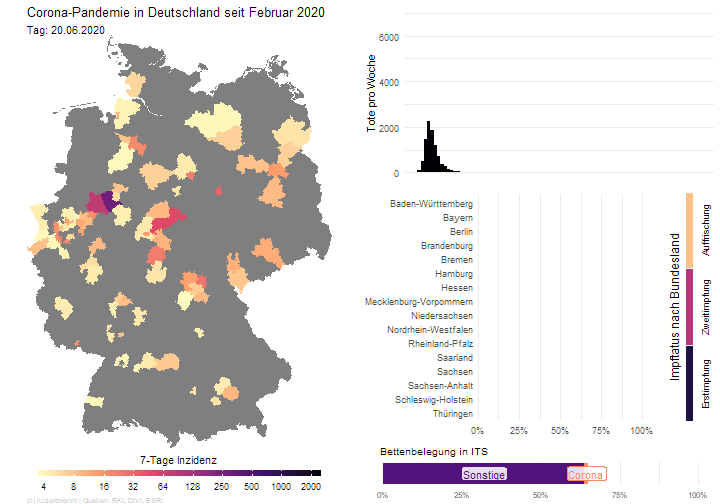 Corona-Pandemie in Deutschland seit Februar 2020
Tag: 20.06.2020
7-Tage Inzidenz
4 8 16 32 64 125 250 500 1000 2000
(c) | Quellen: RKI, DIVI, ESRI
Tote pro Woche
6000
4000
2000
0
Baden-Württemberg
Bayern
Berlin
Brandenburg
Bremen
Hamburg
Hessen
Mecklenburg-Vorpommern
Niedersachsen
Nordrhein-Westfalen
Rheinland-Pfalz
Saarland
Sachsen
Sachsen-Anhalt
Schleswig-Holstein
Thüringen
0% 25% 50% 75% 100%
Impfstatus nach Bundesland
Auffrischung
Zweitimpfung
Erstimpfung
Bettenbelegung in ITS
Sonstige
Corona
0% 25% 50% 75% 100%